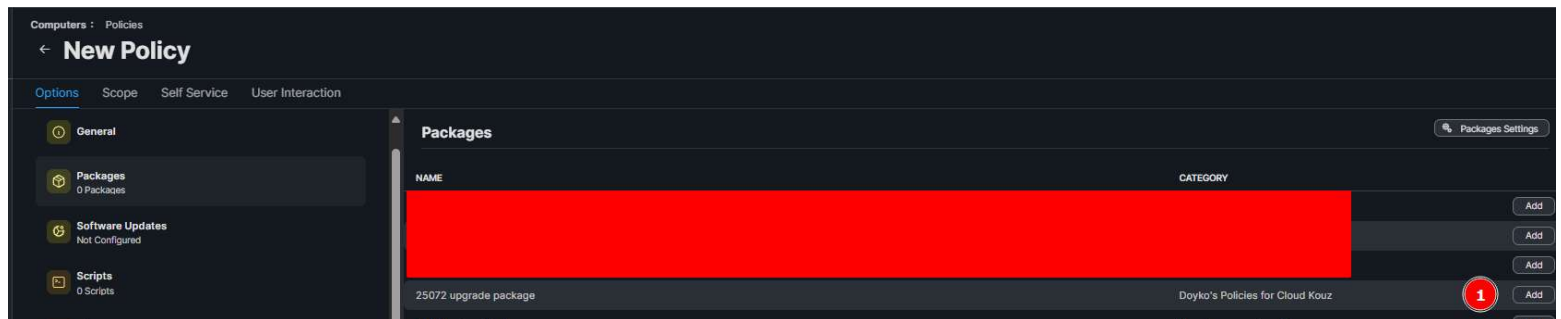 Computers : Policies
← New Policy
Options Scope Self Service User Interaction
General
Packages
0 Packages
Software Updates
Not Configured
Scripts
0 Scripts
Packages
Packages Settings
NAME CATEGORY
Add
Add
Add
25072 upgrade package Doyko's Policies for Cloud Kouz 1 Add